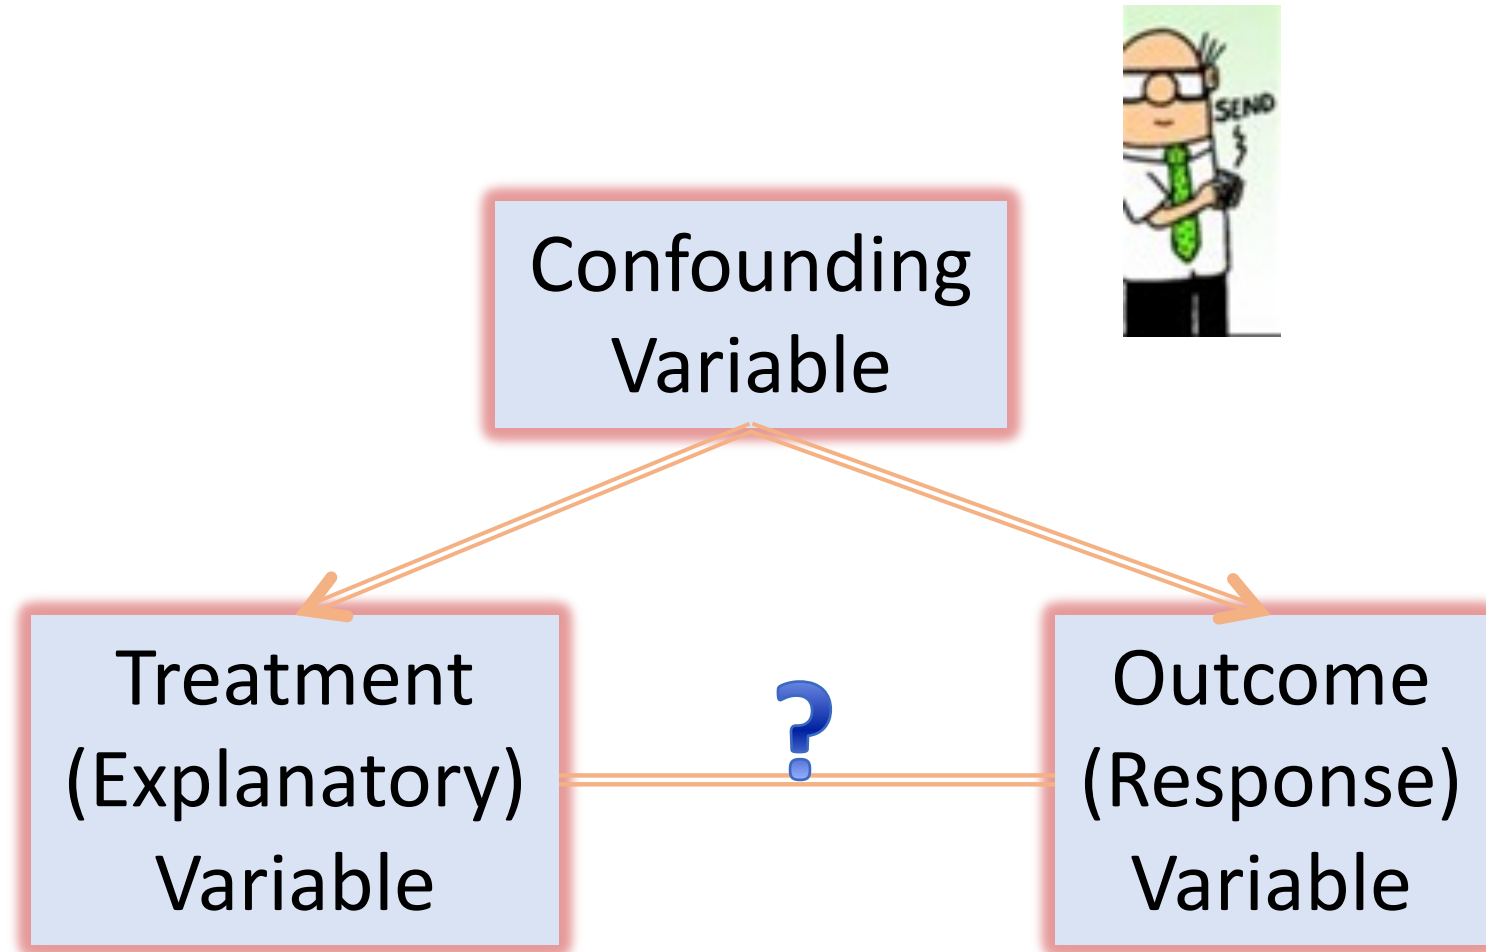 SEND
Confounding
Variable
Treatment
(Explanatory)
Variable
?
Outcome
(Response)
Variable